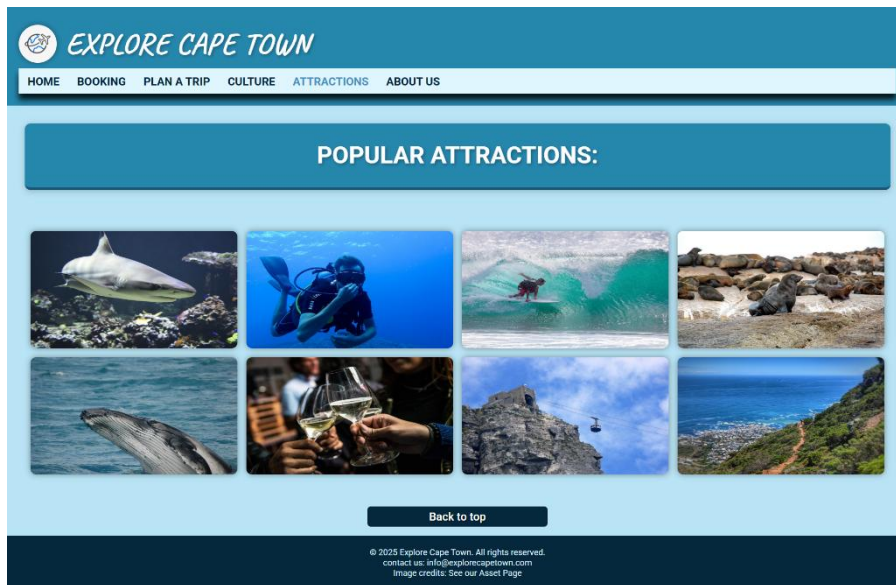 EXPLORE CAPE TOWN
HOME BOOKING PLAN A TRIP CULTURE ATTRACTIONS ABOUT US
POPULAR ATTRACTIONS:
Back to top
© 2025 Explore Cape Town. All rights reserved.
contact us: info@explorecapetown.com
Image credits: See our Asset Page